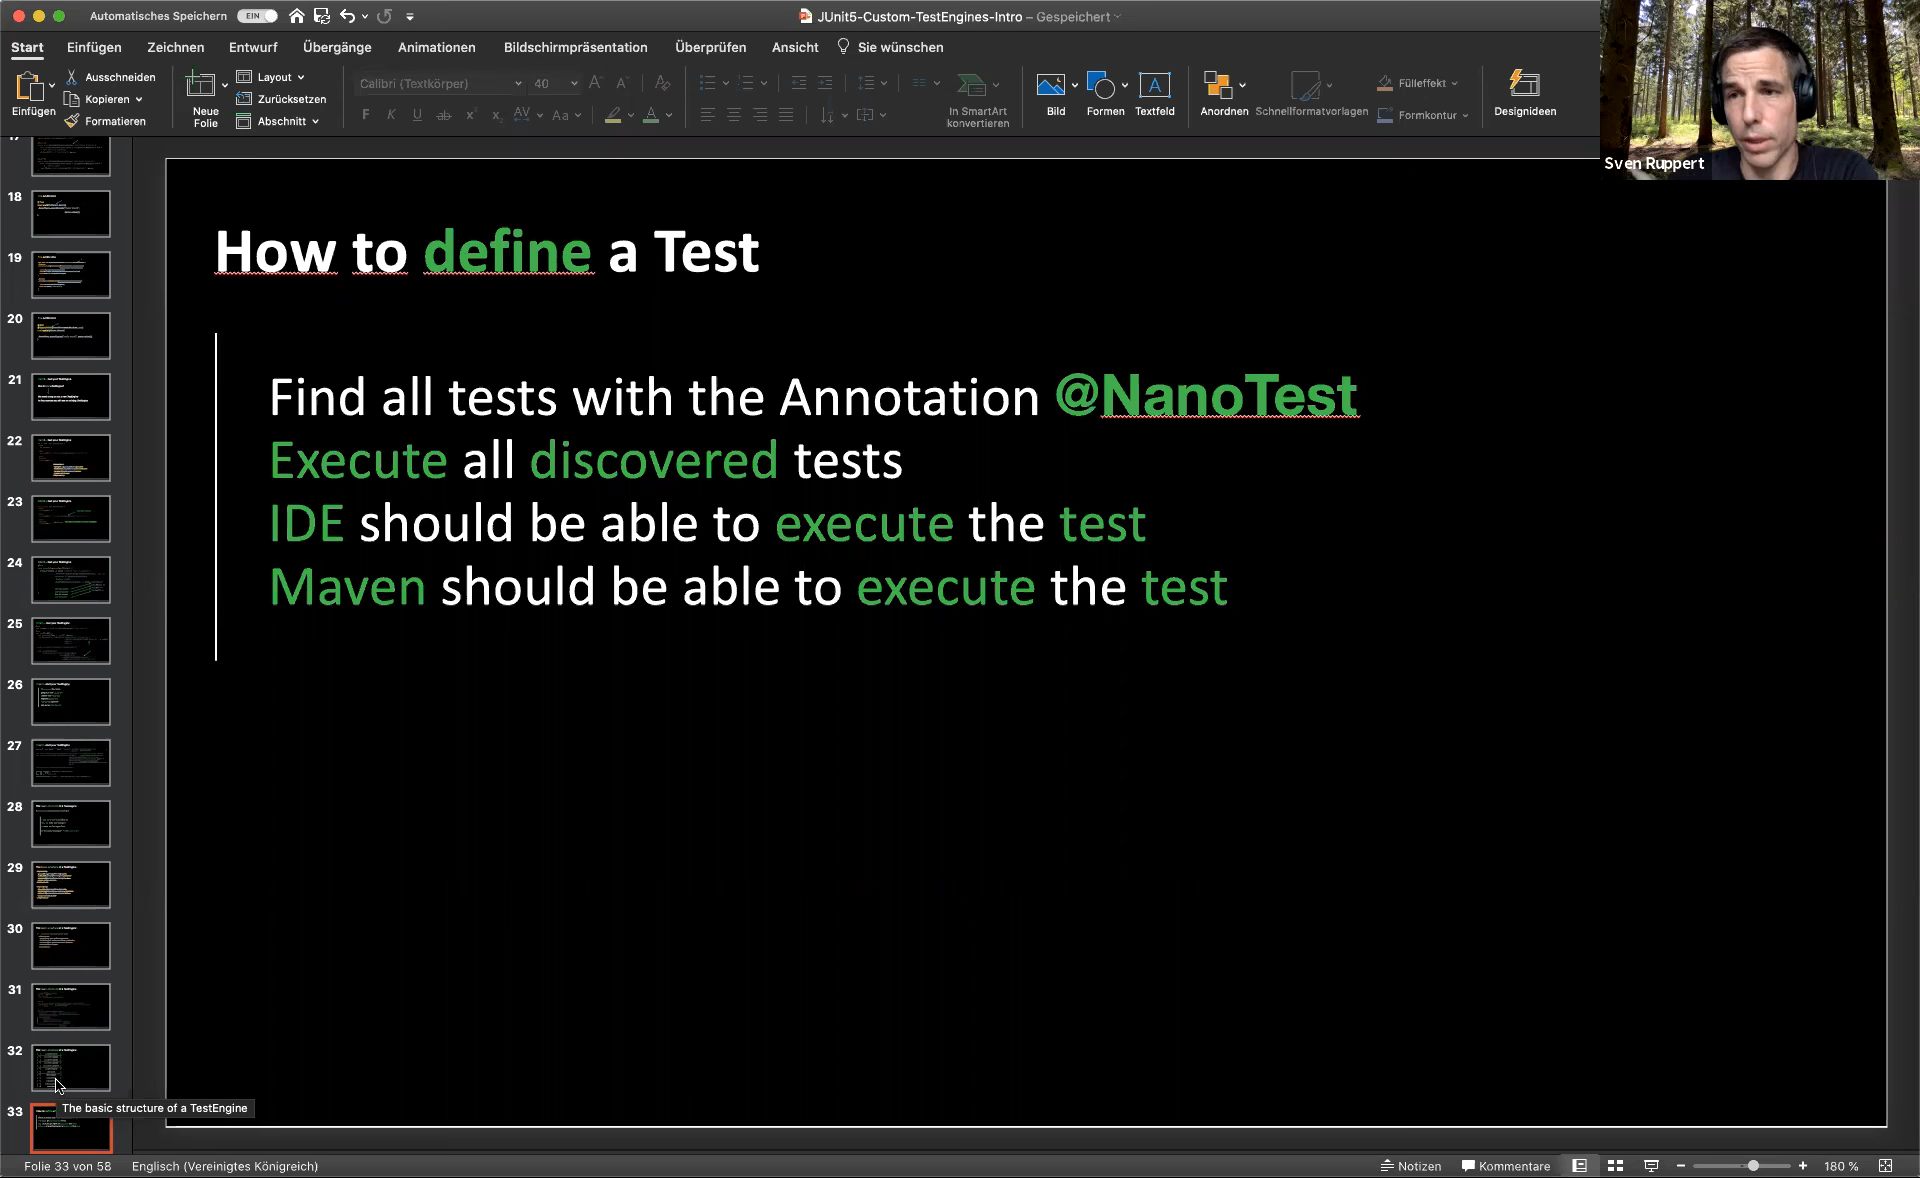 Automatisches Speichern EIN JUnit5-Custom-TestEngines-Intro – Gespeichert
Start Einfügen Zeichnen Entwurf Übergänge Animationen Bildschirmpräsentation Überprüfen Ansicht Sie wünschen
Einfügen
Ausschneiden
Kopieren
Formatieren
Neue Folie
Layout
Zurücksetzen
Abschnitt
Calibri (Textkörper) 40
F K U ab x x AV Aa A
In SmartArt konvertieren
Bild Formen Textfeld
Anordnen Schnellformatvorlagen
Fülleffekt
Formkontur
Designideen
Sven Ruppert
How to define a Test
Find all tests with the Annotation @NanoTest
Execute all discovered tests
IDE should be able to execute the test
Maven should be able to execute the test
17
18
19
20
21
22
23
24
25
26
27
28
29
30
31
32
33
The basic structure of a TestEngine
Folie 33 von 58 Englisch (Vereinigtes Königreich) Notizen Kommentare 180 %